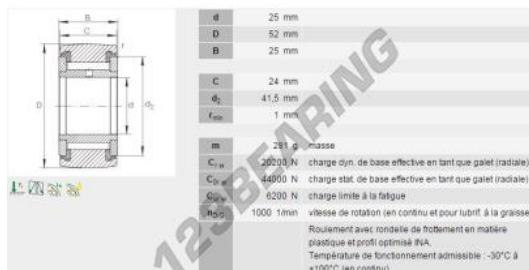 B
C
r
D
d
d2
d 25 mm
D 52 mm
B 25 mm
C 24 mm
d2 41,5 mm
rmin 1 mm
m 281 g masse
Cr w 20200 N charge dyn. de base effective en tant que galet (radiale)
C0r w 44000 N charge stat. de base effective en tant que galet (radiale)
6200 N charge limite à la fatigue
nD G 1000 1/min vitesse de rotation (en continu et pour lubrif. à la graisse
Roulement avec rondelle de frottement en matière
plastique et profil optimisé INA.
Température de fonctionnement admissible : -30°C à
+100°C (en continu)
123BEARING